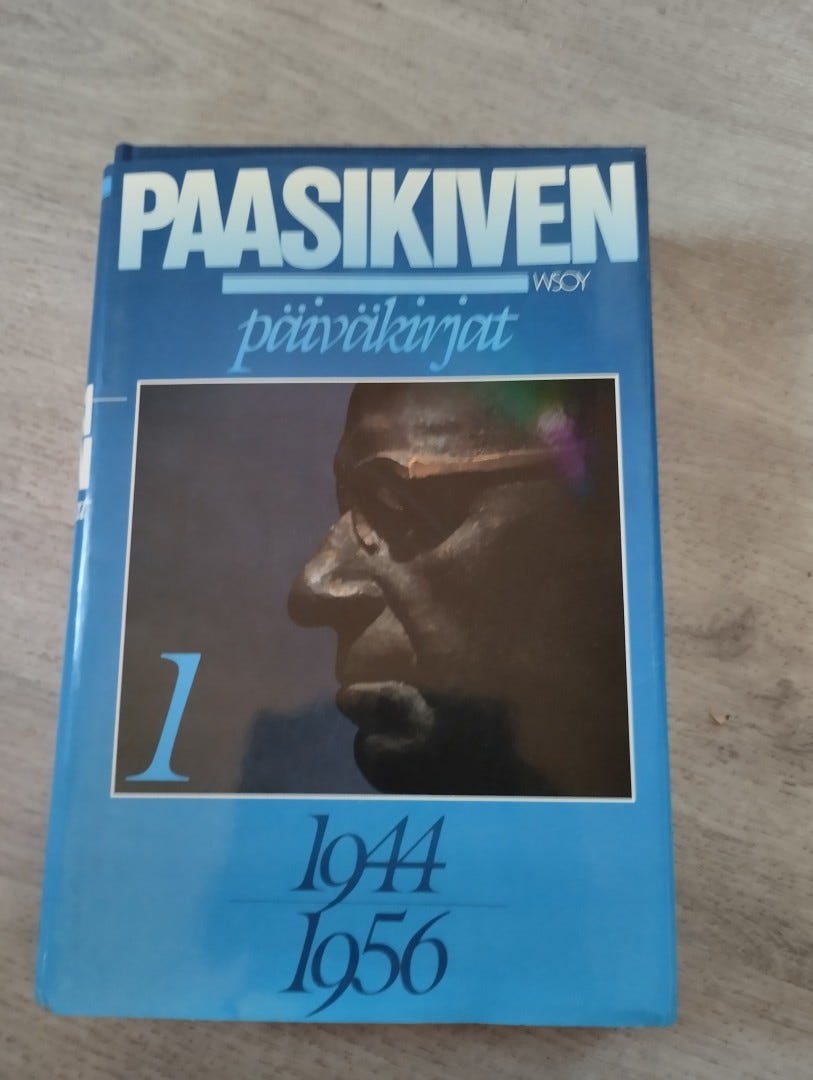 PAASIKIVEN
WSOY
päiväkirjat
1
1944
1956